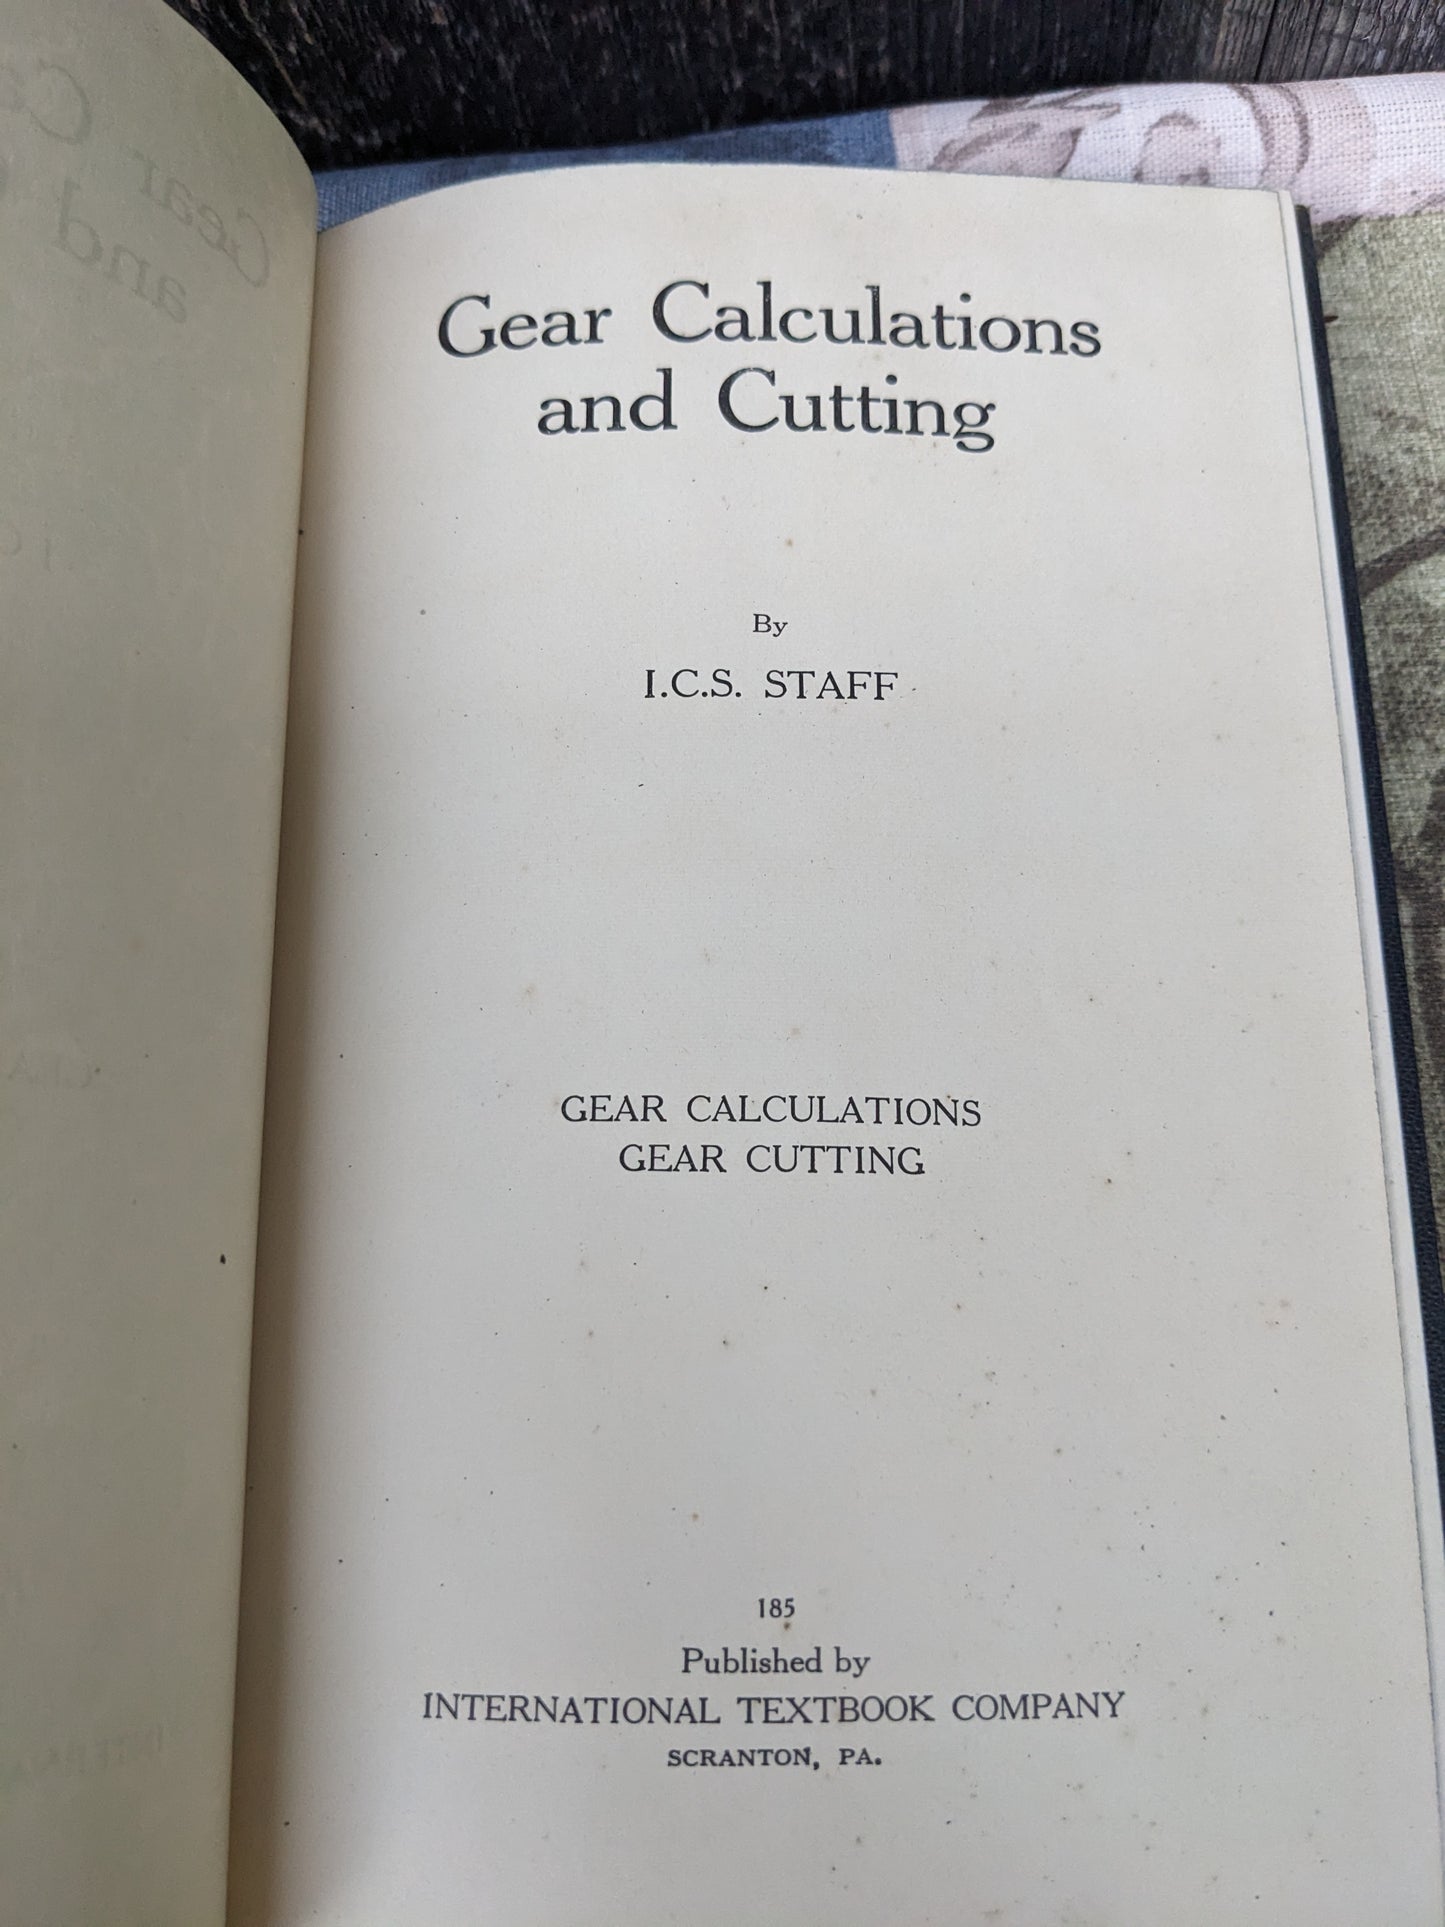 Gear Calculations
and Cutting
By
I.C.S. STAFF
GEAR CALCULATIONS
GEAR CUTTING
185
Published by
INTERNATIONAL TEXTBOOK COMPANY
SCRANTON, PA.